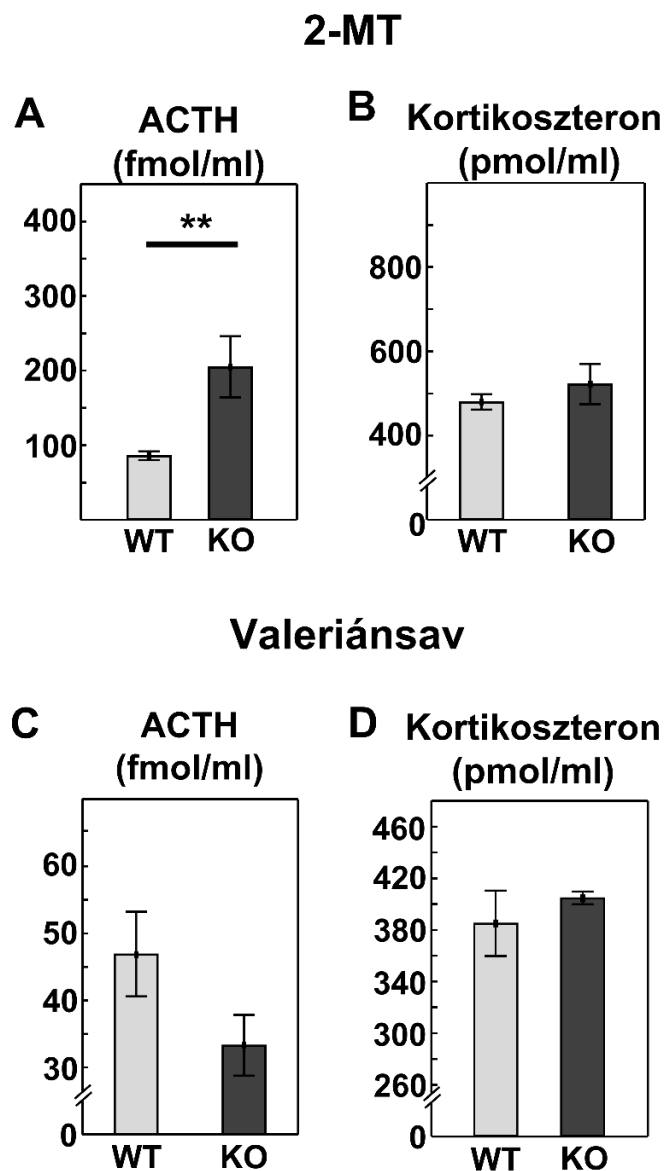 2-MT
A
ACTH
(fmol/ml)
400
300
200
100
**
WT KO
B
Kortikoszteron
(pmol/ml)
800
600
400
0
WT KO
Valeriánsav
C
ACTH
(fmol/ml)
60
50
40
30
0
WT KO
D
Kortikoszteron
(pmol/ml)
460
420
380
340
300
260
0
WT KO